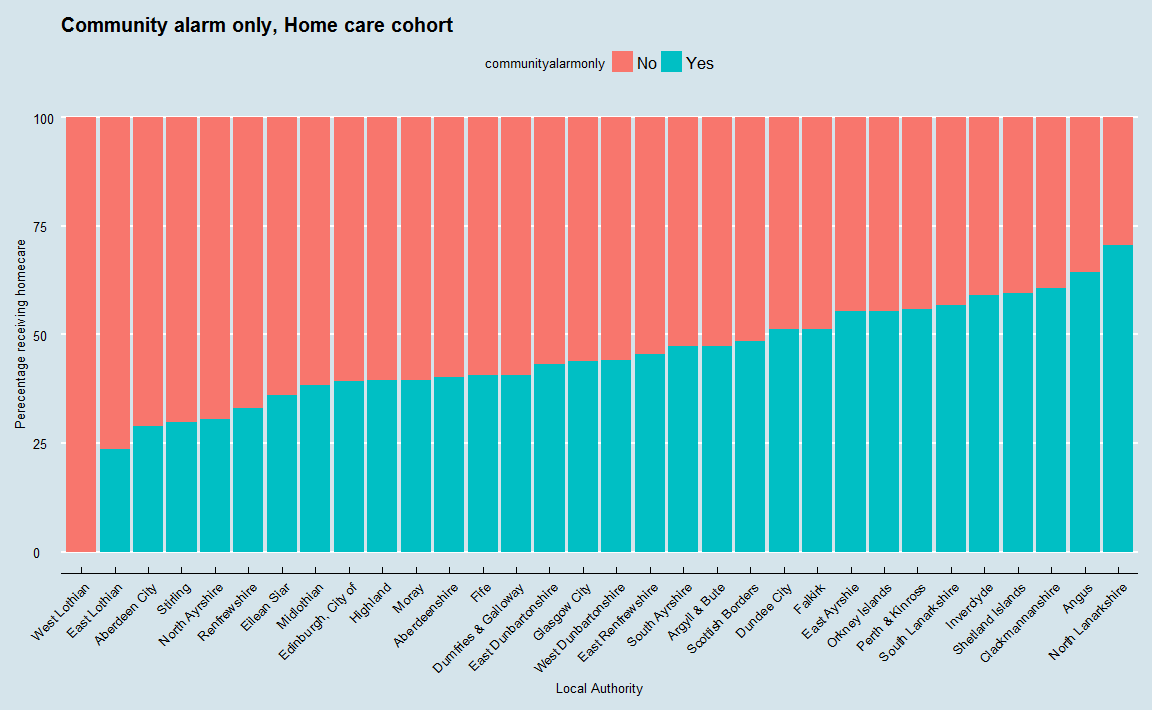 Community alarm only, Home care cohort
communityalarmonly No Yes
Perecentage receiving homecare
100
75
50
25
0
West Lothian
East Lothian
Aberdeen City
Stirling
North Ayrshire
Renfrewshire
Eilean Siar
Midlothian
Edinburgh, City of
Highland
Moray
Aberdeenshire
Fife
Dumfries & Galloway
East Dunbartonshire
Glasgow City
West Dunbartonshire
East Renfrewshire
South Ayrshire
Argyll & Bute
Scottish Borders
Dundee City
Falkirk
East Ayrshie
Orkney Islands
Perth & Kinross
South Lanarkshire
Inverclyde
Shetland Islands
Clackmannanshire
Angus
North Lanarkshire
Local Authority